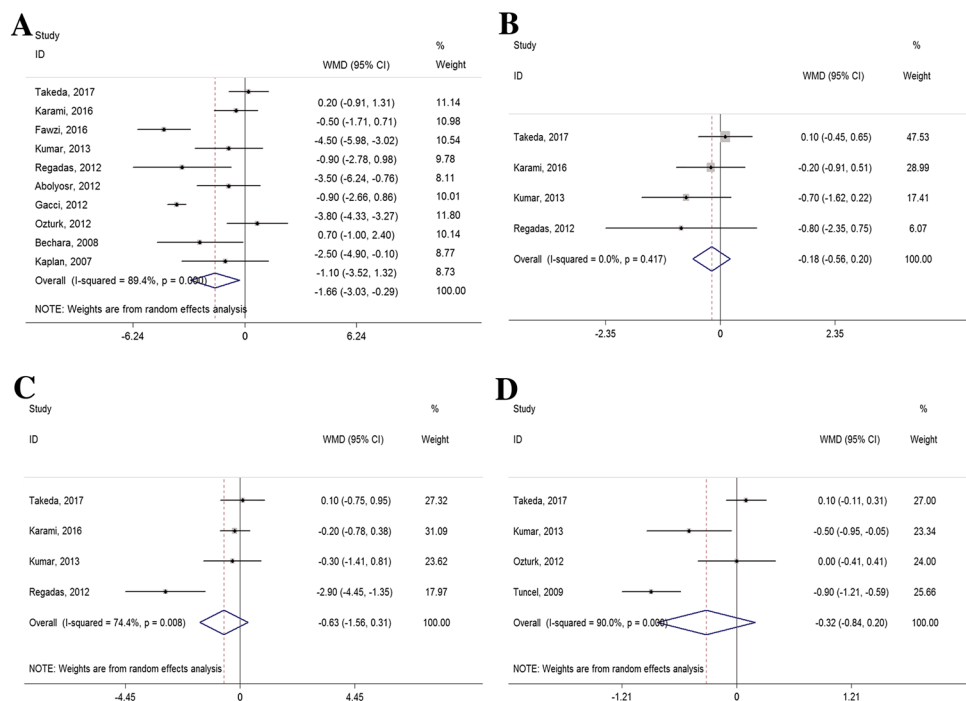 A
Study
%
ID
WMD (95% CI) Weight
Takeda, 2017
0.20 (-0.91, 1.31) 11.14
Karami, 2016
-0.50 (-1.71, 0.71) 10.98
Fawzi, 2016
-4.50 (-5.98, -3.02) 10.54
Kumar, 2013
-0.90 (-2.78, 0.98) 9.78
Regadas, 2012
-3.50 (-6.24, -0.76) 8.11
Abolyosr, 2012
-0.90 (-2.66, 0.86) 10.01
Gacci, 2012
-3.80 (-4.33, -3.27) 11.80
Ozturk, 2012
0.70 (-1.00, 2.40) 10.14
Bechara, 2008
-2.50 (-4.90, -0.10) 8.77
Kaplan, 2007
-1.10 (-3.52, 1.32) 8.73
Overall (I-squared = 89.4%, p = 0.000)
-1.66 (-3.03, -0.29) 100.00
NOTE: Weights are from random effects analysis
-6.24 0 6.24
B
Study %
ID WMD (95% CI) Weight
Takeda, 2017 0.10 (-0.45, 0.65) 47.53
Karami, 2016 -0.20 (-0.91, 0.51) 28.99
Kumar, 2013 -0.70 (-1.62, 0.22) 17.41
Regadas, 2012 -0.80 (-2.35, 0.75) 6.07
Overall (I-squared = 0.0%, p = 0.417) -0.18 (-0.56, 0.20) 100.00
-2.35 0 2.35
C
Study %
ID WMD (95% CI) Weight
Takeda, 2017 0.10 (-0.75, 0.95) 27.32
Karami, 2016 -0.20 (-0.78, 0.38) 31.09
Kumar, 2013 -0.30 (-1.41, 0.81) 23.62
Regadas, 2012 -2.90 (-4.45, -1.35) 17.97
Overall (I-squared = 74.4%, p = 0.008) -0.63 (-1.56, 0.31) 100.00
NOTE: Weights are from random effects analysis
-4.45 0 4.45
D
Study %
ID WMD (95% CI) Weight
Takeda, 2017 0.10 (-0.11, 0.31) 27.00
Kumar, 2013 -0.50 (-0.95, -0.05) 23.34
Ozturk, 2012 0.00 (-0.41, 0.41) 24.00
Tuncel, 2009 -0.90 (-1.21, -0.59) 25.66
Overall (I-squared = 90.0%, p = 0.000) -0.32 (-0.84, 0.20) 100.00
NOTE: Weights are from random effects analysis
-1.21 0 1.21